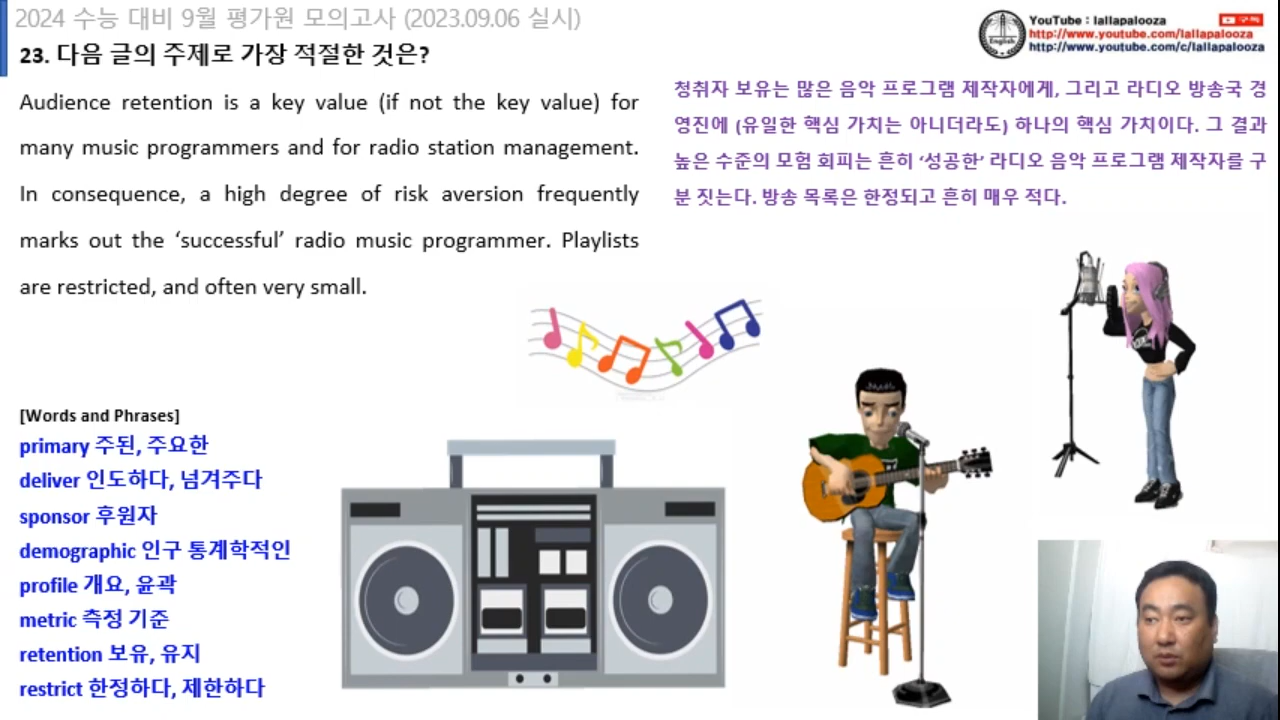 2024 수능 대비 9월 평가원 모의고사 (2023.09.06 실시)
23. 다음 글의 주제로 가장 적절한 것은?
YouTube : lallapalooza
구독
http://www.youtube.com/lallapalooza
http://www.youtube.com/c/lallapalooza
English
Audience retention is a key value (if not the key value) for
many music programmers and for radio station management.
In consequence, a high degree of risk aversion frequently
marks out the ‘successful’ radio music programmer. Playlists
are restricted, and often very small.
청취자 보유는 많은 음악 프로그램 제작자에게, 그리고 라디오 방송국 경
영진에 (유일한 핵심 가치는 아니더라도) 하나의 핵심 가치이다. 그 결과
높은 수준의 모험 회피는 흔히 ‘성공한’ 라디오 음악 프로그램 제작자를 구
분 짓는다. 방송 목록은 한정되고 흔히 매우 적다.
[Words and Phrases]
primary 주된, 주요한
deliver 인도하다, 넘겨주다
sponsor 후원자
demographic 인구 통계학적인
profile 개요, 윤곽
metric 측정 기준
retention 보유, 유지
restrict 한정하다, 제한하다